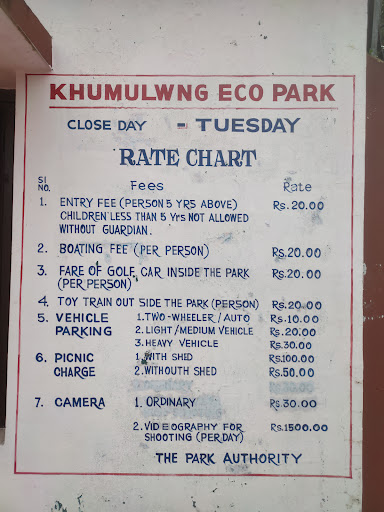 KHUMULWNG ECO PARK
CLOSE DAY - TUESDAY
RATE CHART
Sl NO. Fees Rate
1. ENTRY FEE (PERSON 5 YRS ABOVE) Rs.20.00
CHILDREN LESS THAN 5 Yrs NOT ALLOWED
WITHOUT GUARDIAN.
2. BOATING FEE (PER PERSON) Rs.20.00
3. FARE OF GOLF CAR INSIDE THE PARK Rs.20.00
(PER PERSON)
4. TOY TRAIN OUT SIDE THE PARK (PERSON) Rs.20.00
5. VEHICLE PARKING 1. TWO-WHEELER / AUTO Rs.10.00
2. LIGHT / MEDIUM VEHICLE Rs.20.00
3. HEAVY VEHICLE Rs.30.00
6. PICNIC CHARGE 1. WITH SHED Rs.100.00
2. WITHOUTH SHED Rs.50.00
7. CAMERA 1. ORDINARY Rs.30.00
2. VIDEOGRAPHY FOR Rs.1500.00
SHOOTING (PER DAY)
THE PARK AUTHORITY